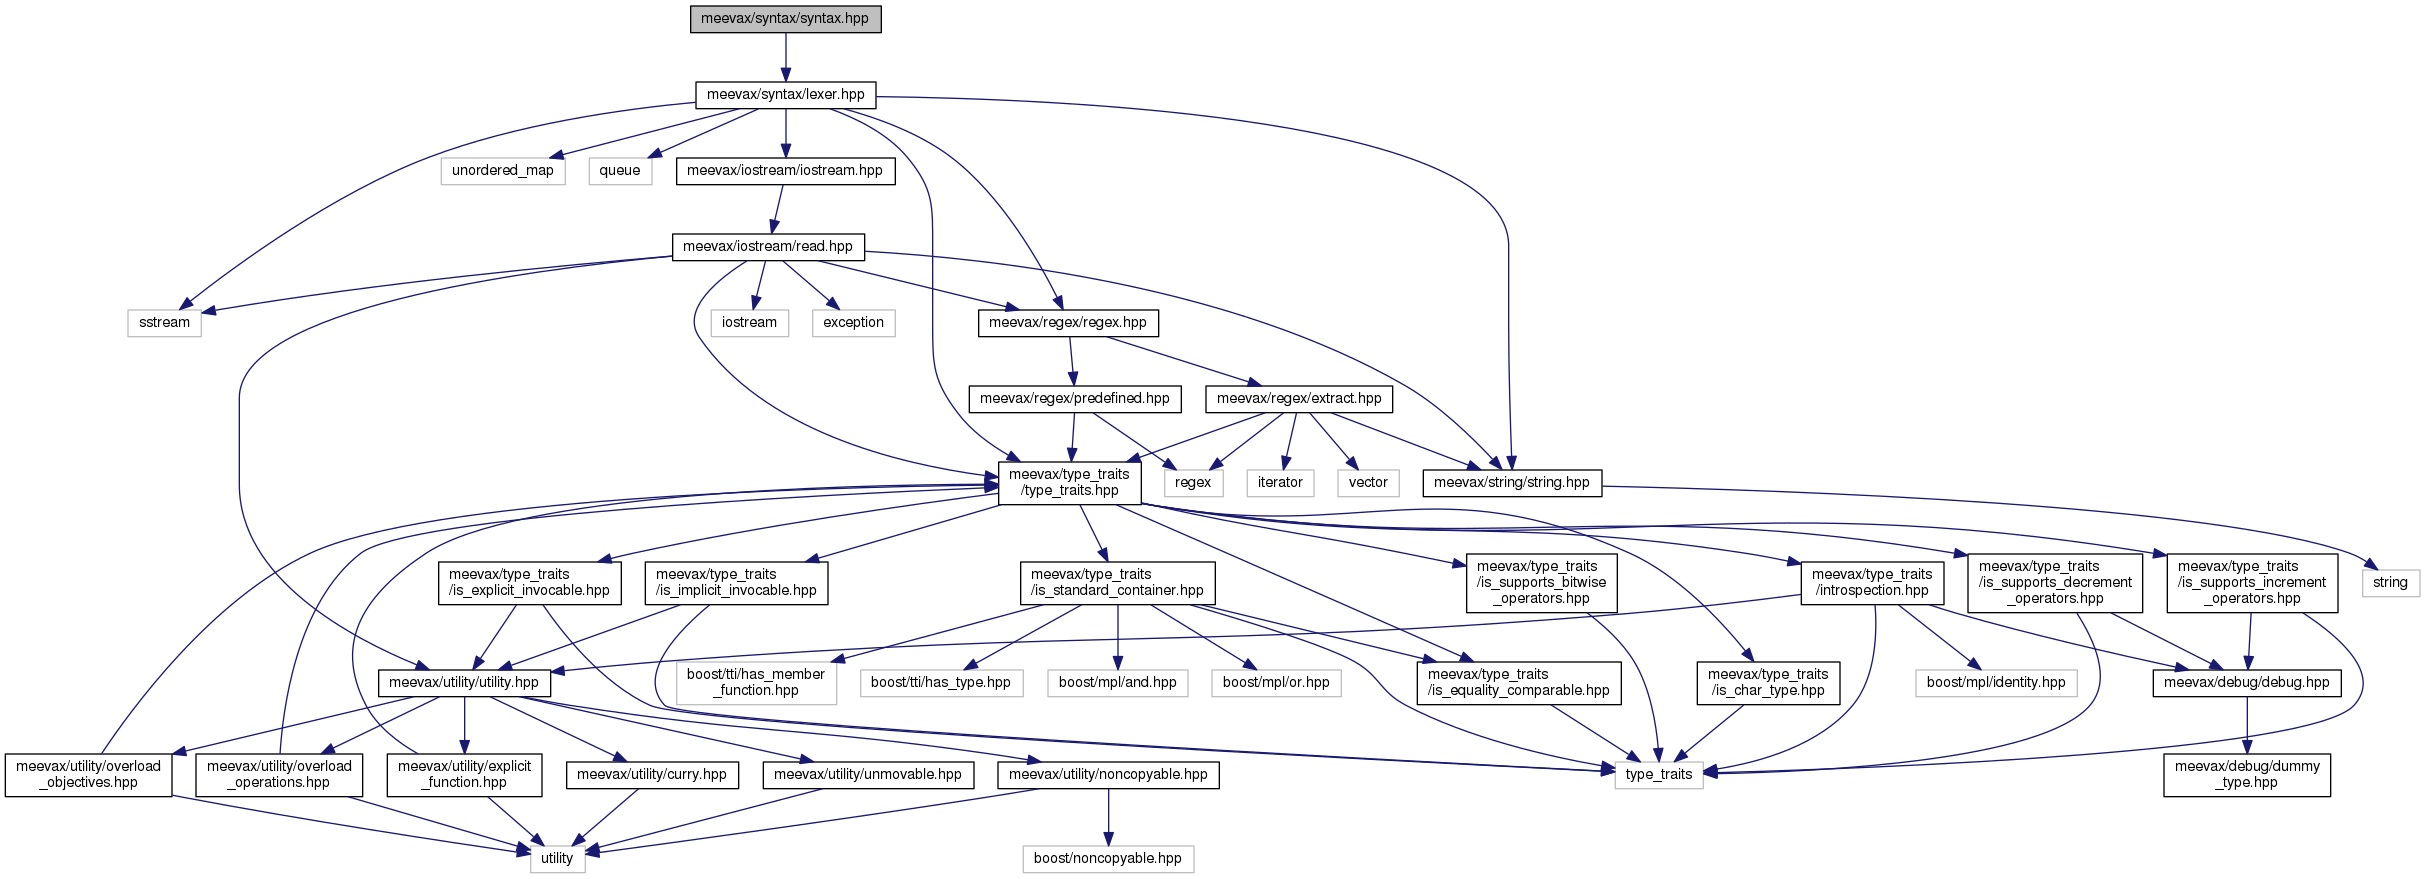 meevax/syntax/syntax.hpp
meevax/syntax/lexer.hpp
unordered_map
queue
meevax/iostream/iostream.hpp
meevax/iostream/read.hpp
sstream
iostream
exception
meevax/regex/regex.hpp
meevax/regex/predefined.hpp
meevax/regex/extract.hpp
meevax/type_traits
/type_traits.hpp
regex
iterator
vector
meevax/string/string.hpp
meevax/type_traits
/is_explicit_invocable.hpp
meevax/type_traits
/is_implicit_invocable.hpp
meevax/type_traits
/is_standard_container.hpp
meevax/type_traits
/is_supports_bitwise
_operators.hpp
meevax/type_traits
/introspection.hpp
meevax/type_traits
/is_supports_decrement
_operators.hpp
meevax/type_traits
/is_supports_increment
_operators.hpp
string
meevax/utility/utility.hpp
boost/tti/has_member
_function.hpp
boost/tti/has_type.hpp
boost/mpl/and.hpp
boost/mpl/or.hpp
meevax/type_traits
/is_equality_comparable.hpp
meevax/type_traits
/is_char_type.hpp
boost/mpl/identity.hpp
meevax/debug/debug.hpp
meevax/utility/overload
_objectives.hpp
meevax/utility/overload
_operations.hpp
meevax/utility/explicit
_function.hpp
meevax/utility/curry.hpp
meevax/utility/unmovable.hpp
meevax/utility/noncopyable.hpp
type_traits
meevax/debug/dummy
_type.hpp
utility
boost/noncopyable.hpp